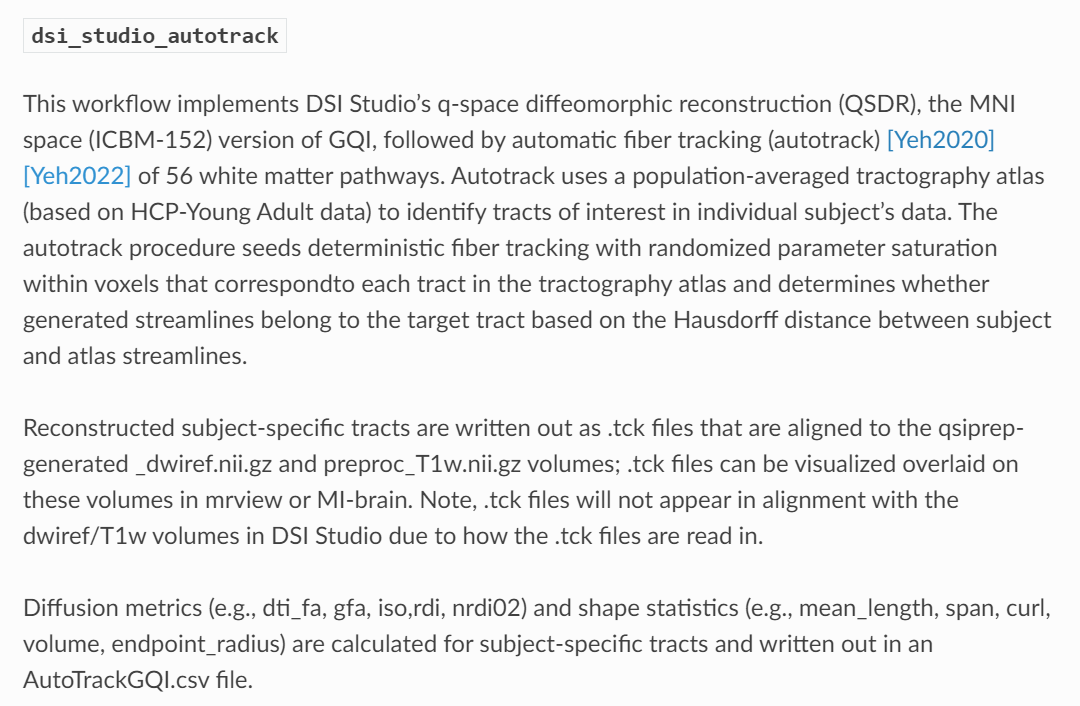 dsi_studio_autotrack
This workflow implements DSI Studio’s q-space diffeomorphic reconstruction (QSDR), the MNI
space (ICBM-152) version of GQI, followed by automatic fiber tracking (autotrack) [Yeh2020]
[Yeh2022] of 56 white matter pathways. Autotrack uses a population-averaged tractography atlas
(based on HCP-Young Adult data) to identify tracts of interest in individual subject’s data. The
autotrack procedure seeds deterministic fiber tracking with randomized parameter saturation
within voxels that correspondto each tract in the tractography atlas and determines whether
generated streamlines belong to the target tract based on the Hausdorff distance between subject
and atlas streamlines.
Reconstructed subject-specific tracts are written out as .tck files that are aligned to the qsiprep-
generated _dwiref.nii.gz and preproc_T1w.nii.gz volumes; .tck files can be visualized overlaid on
these volumes in mrview or MI-brain. Note, .tck files will not appear in alignment with the
dwiref/T1w volumes in DSI Studio due to how the .tck files are read in.
Diffusion metrics (e.g., dti_fa, gfa, iso,rdi, nrdi02) and shape statistics (e.g., mean_length, span, curl,
volume, endpoint_radius) are calculated for subject-specific tracts and written out in an
AutoTrackGQI.csv file.